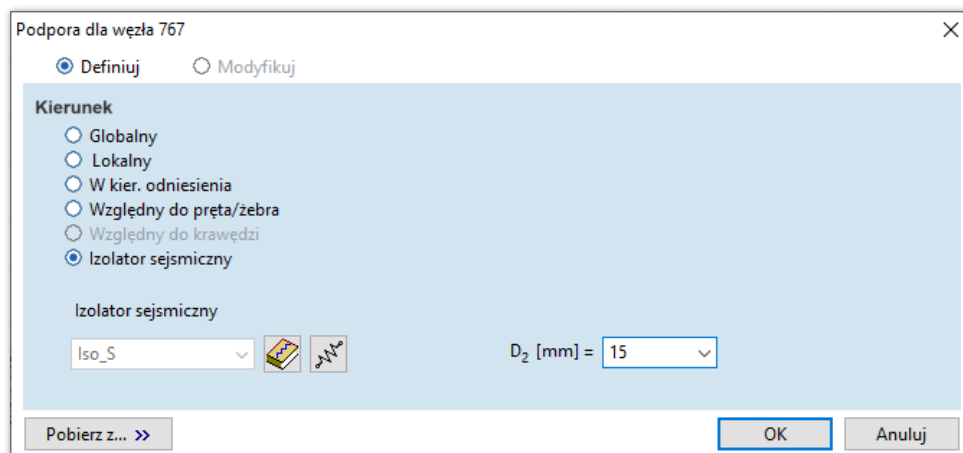 Podpora dla węzła 767
Definiuj Modyfikuj
Kierunek
Globalny
Lokalny
W kier. odniesienia
Względny do pręta/żebra
Względny do krawędzi
Izolator sejsmiczny
Izolator sejsmiczny
Iso_S D₂ [mm] = 15
Pobierz z... » OK Anuluj